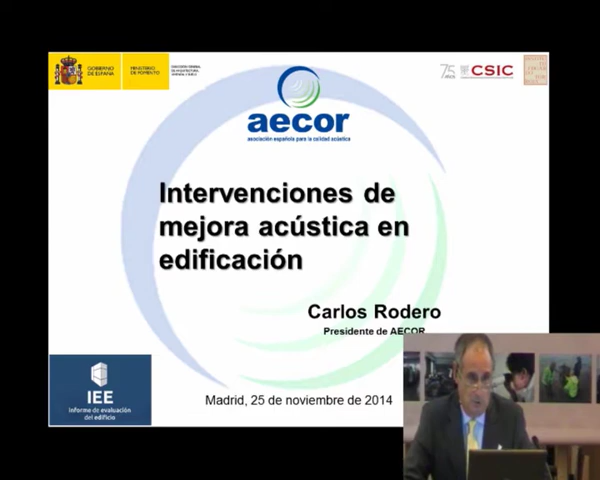 GOBIERNO DE ESPAÑA
MINISTERIO DE FOMENTO
75 años
CSIC
aecor
asociación española para la calidad acústica
Intervenciones de
mejora acústica en
edificación
Carlos Rodero
Presidente de AECOR
IEE
Informe de evaluación
del edificio
Madrid, 25 de noviembre de 2014